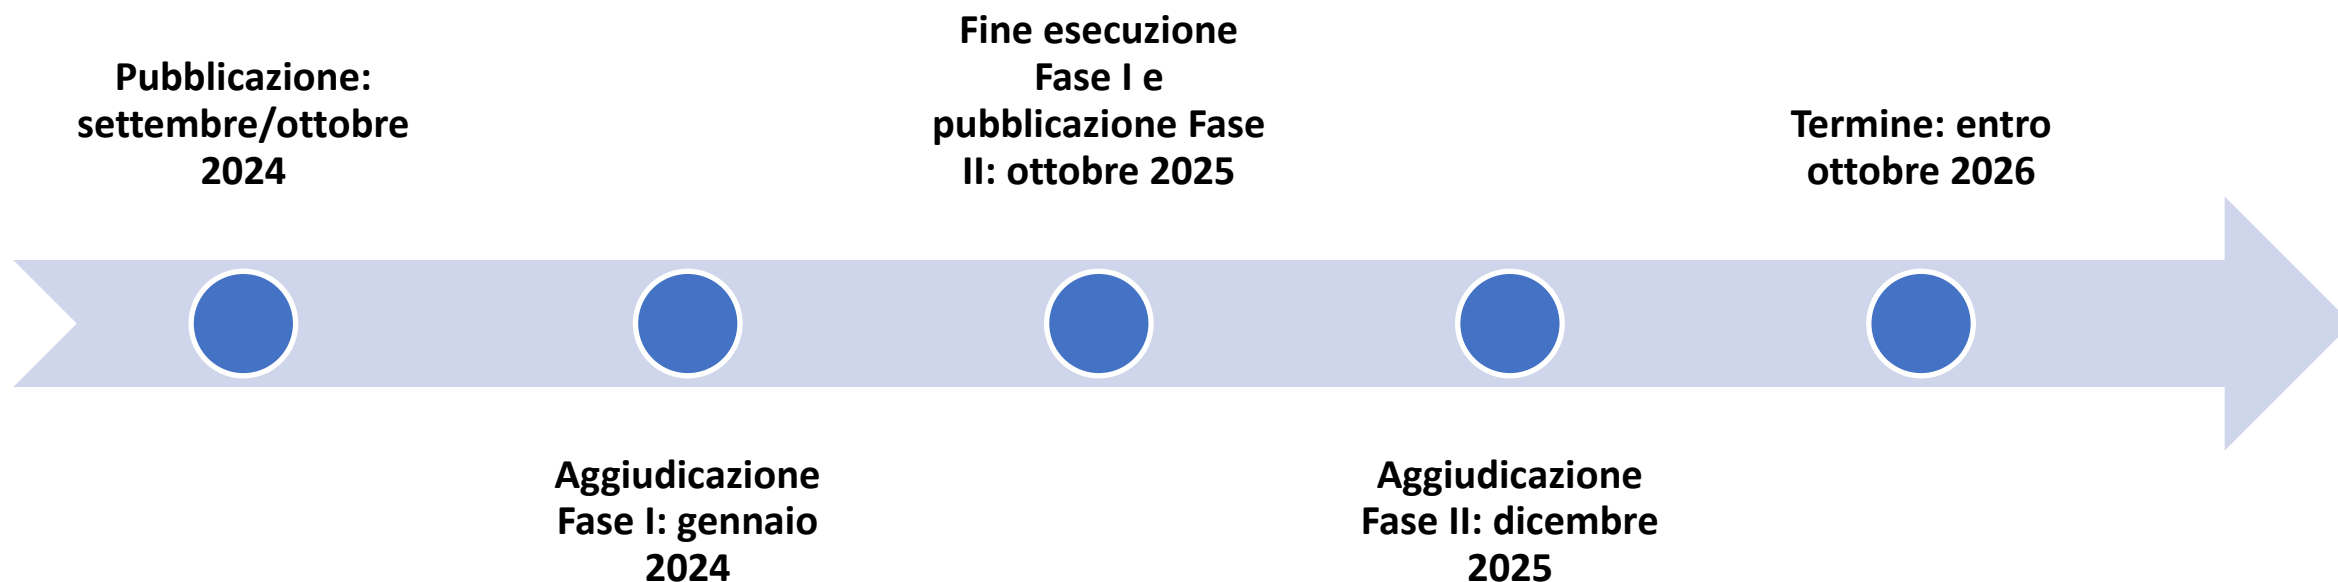 Pubblicazione:
settembre/ottobre
2024
Aggiudicazione
Fase I: gennaio
2024
Fine esecuzione
Fase I e
pubblicazione Fase
II: ottobre 2025
Aggiudicazione
Fase II: dicembre
2025
Termine: entro
ottobre 2026